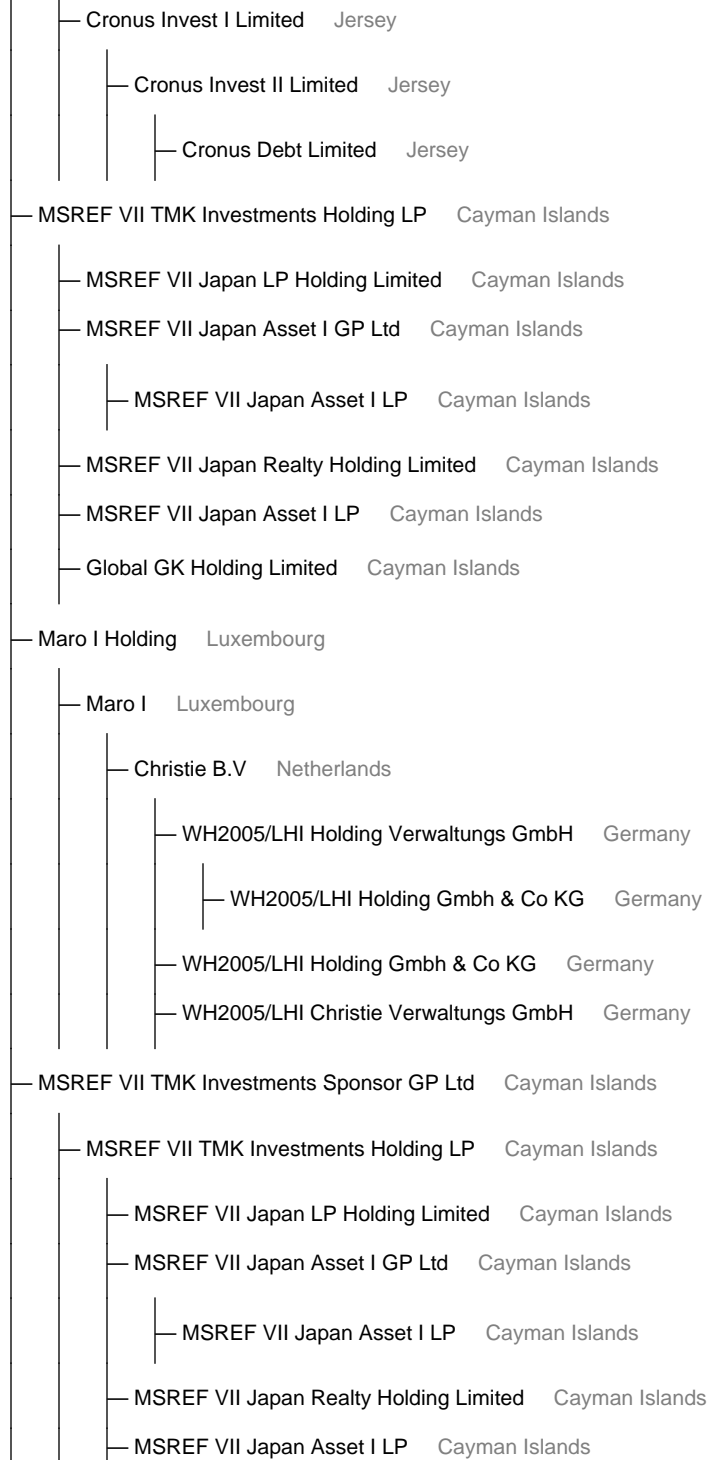 Cronus Invest I Limited Jersey
Cronus Invest II Limited Jersey
Cronus Debt Limited Jersey
MSREF VII TMK Investments Holding LP Cayman Islands
MSREF VII Japan LP Holding Limited Cayman Islands
MSREF VII Japan Asset I GP Ltd Cayman Islands
MSREF VII Japan Asset I LP Cayman Islands
MSREF VII Japan Realty Holding Limited Cayman Islands
MSREF VII Japan Asset I LP Cayman Islands
Global GK Holding Limited Cayman Islands
Maro I Holding Luxembourg
Maro I Luxembourg
Christie B.V Netherlands
WH2005/LHI Holding Verwaltungs GmbH Germany
WH2005/LHI Holding Gmbh & Co KG Germany
WH2005/LHI Holding Gmbh & Co KG Germany
WH2005/LHI Christie Verwaltungs GmbH Germany
MSREF VII TMK Investments Sponsor GP Ltd Cayman Islands
MSREF VII TMK Investments Holding LP Cayman Islands
MSREF VII Japan LP Holding Limited Cayman Islands
MSREF VII Japan Asset I GP Ltd Cayman Islands
MSREF VII Japan Asset I LP Cayman Islands
MSREF VII Japan Realty Holding Limited Cayman Islands
MSREF VII Japan Asset I LP Cayman Islands